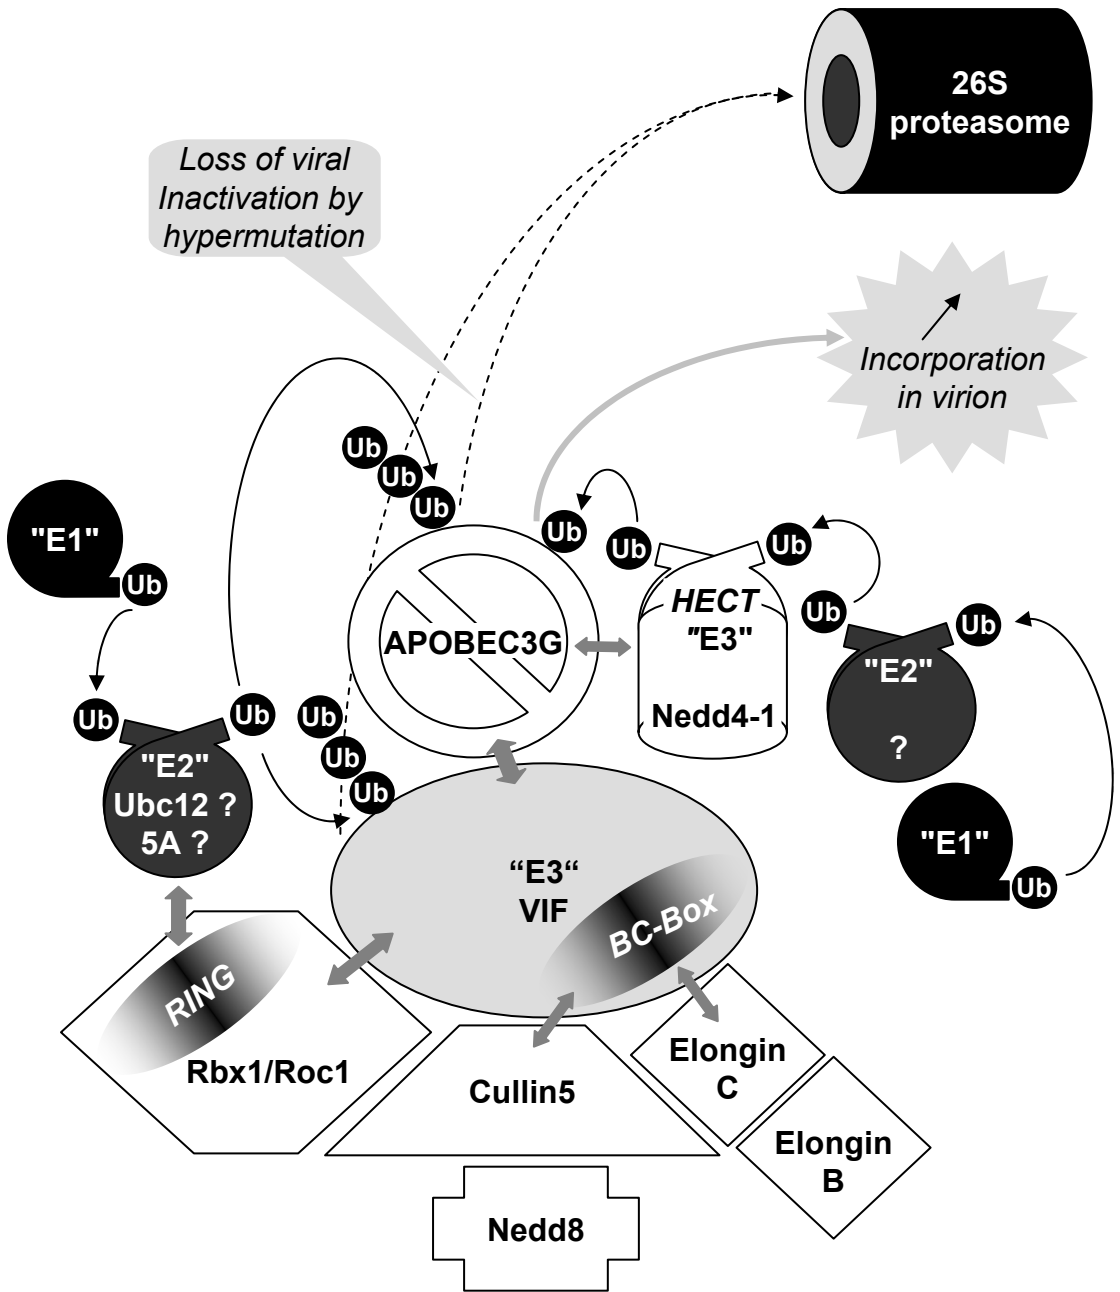 26S
proteasome
Loss of viral
Inactivation by
hypermutation
Incorporation
in virion
Ub
Ub
Ub
"E1"
Ub
Ub
Ub
Ub
HECT
"E3"
Nedd4-1
APOBEC3G
Ub
Ub
"E2"
?
Ub
Ub
"E2"
Ubc12 ?
5A ?
Ub
Ub
Ub
"E1"
Ub
“E3“
VIF
BC-Box
RING
Rbx1/Roc1
Cullin5
Elongin
C
Elongin
B
Nedd8